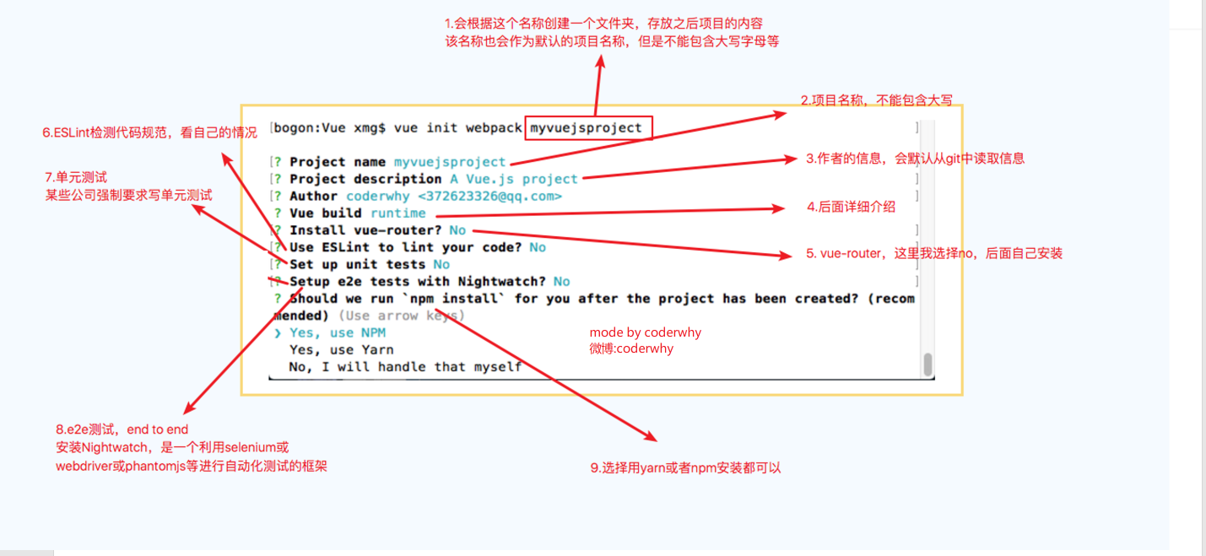 1.会根据这个名称创建一个文件夹，存放之后项目的内容
该名称也会作为默认的项目名称，但是不能包含大写字母等
2.项目名称，不能包含大写
[bogon:Vue xmg$ vue init webpack myvuejsproject ]
6.ESLint检测代码规范，看自己的情况
[? Project name myvuejsproject ]
3.作者的信息，会默认从git中读取信息
7.单元测试
某些公司强制要求写单元测试
[? Project description A Vue.js project ]
[? Author coderwhy <372623326@qq.com> ]
4.后面详细介绍
? Vue build runtime
[? Install vue-router? No ]
5. vue-router，这里我选择no，后面自己安装
[? Use ESLint to lint your code? No ]
[? Set up unit tests No ]
[? Setup e2e tests with Nightwatch? No ]
? Should we run `npm install` for you after the project has been created? (recom
mended) (Use arrow keys)
❯ Yes, use NPM
Yes, use Yarn
No, I will handle that myself
mode by coderwhy
微博:coderwhy
8.e2e测试，end to end
安装Nightwatch，是一个利用selenium或
webdriver或phantomjs等进行自动化测试的框架
9.选择用yarn或者npm安装都可以